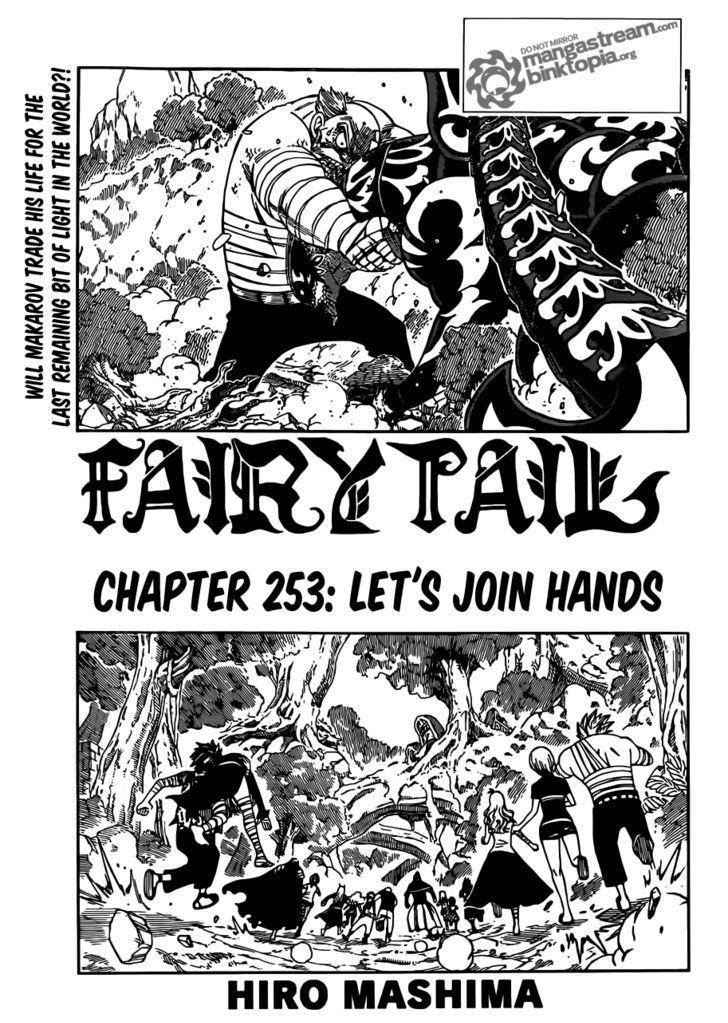 DO NOT MIRROR
mangastream.com
binktopia.org
WILL MAKAROV TRADE HIS LIFE FOR THE
LAST REMAINING BIT OF LIGHT IN THE WORLD?!
FAIRY TAIL
CHAPTER 253: LET'S JOIN HANDS
HIRO MASHIMA